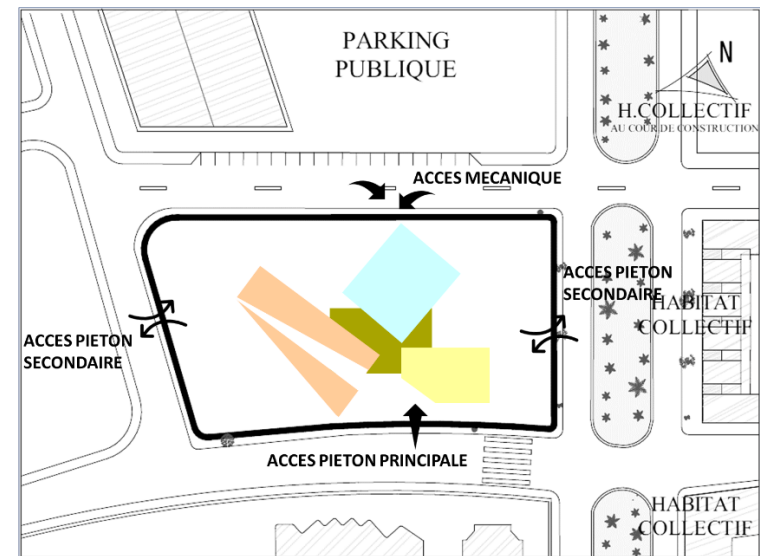 PARKING
PUBLIQUE
N
H.COLLECTIF
AU COUR DE CONSTRUCTION
ACCES MECANIQUE
ACCES PIETON
SECONDAIRE
HABITAT
COLLECTIF
ACCES PIETON
SECONDAIRE
ACCES PIETON PRINCIPALE
HABITAT
COLLECTIF